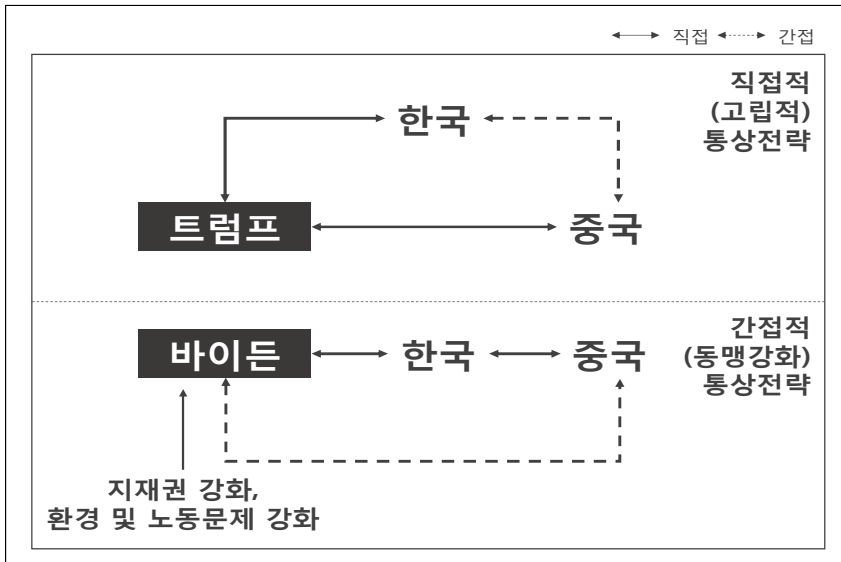 직접 간접
직접적
(고립적)
통상전략
한국
트럼프 중국
간접적
(동맹강화)
통상전략
바이든 한국 중국
지재권 강화,
환경 및 노동문제 강화